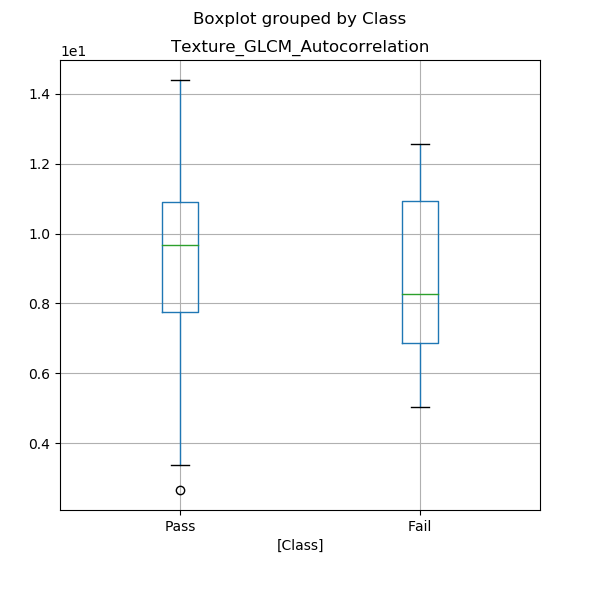 Boxplot grouped by Class
Texture_GLCM_Autocorrelation
1e1
1.4
1.2
1.0
0.8
0.6
0.4
Pass
Fail
[Class]